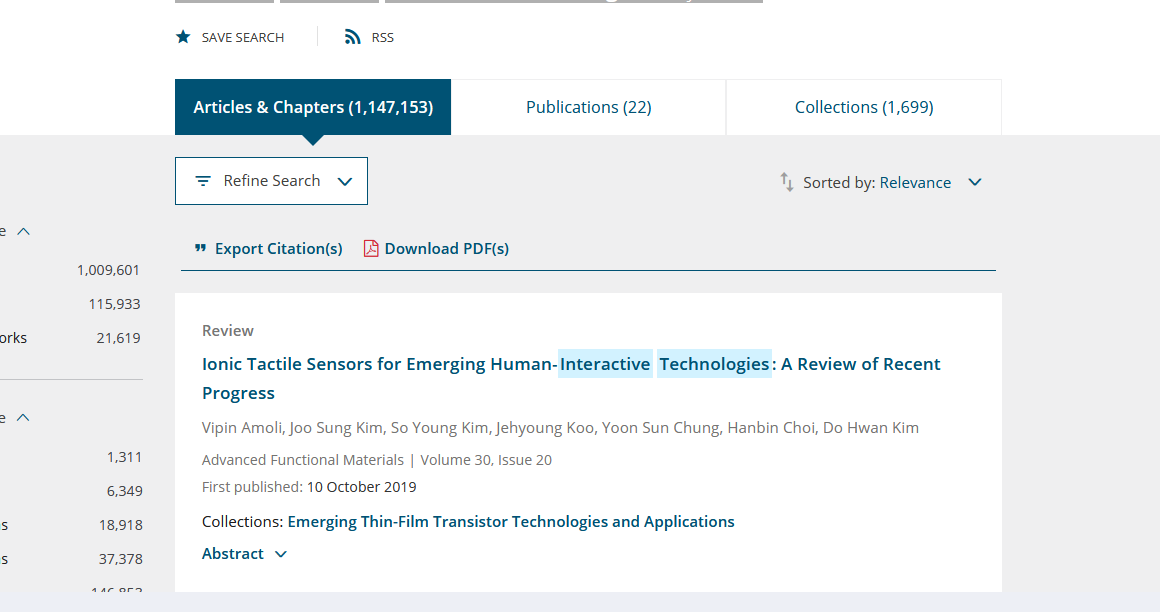 SAVE SEARCH
RSS
Articles & Chapters (1,147,153)
Publications (22)
Collections (1,699)
Refine Search
Sorted by: Relevance
e
1,009,601
115,933
orks 21,619
e
1,311
6,349
s 18,918
s 37,378
146,853
Export Citation(s)
Download PDF(s)
Review
Ionic Tactile Sensors for Emerging Human-Interactive Technologies: A Review of Recent
Progress
Vipin Amoli, Joo Sung Kim, So Young Kim, Jehyoung Koo, Yoon Sun Chung, Hanbin Choi, Do Hwan Kim
Advanced Functional Materials | Volume 30, Issue 20
First published: 10 October 2019
Collections: Emerging Thin-Film Transistor Technologies and Applications
Abstract